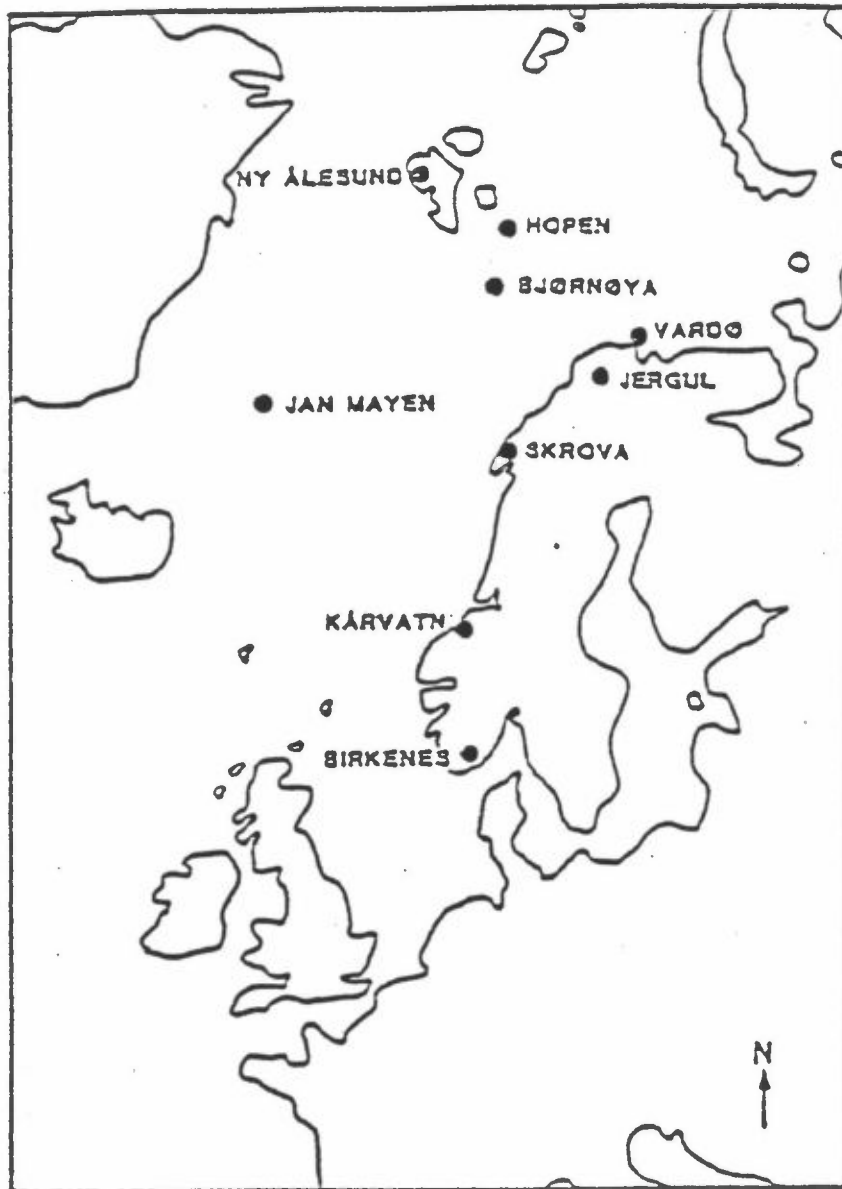 NY ÅLESUND
HOPEN
BJØRNØYA
VARDØ
JERGUL
JAN MAYEN
SKROVA
KÅRVATN
BIRKENES
N